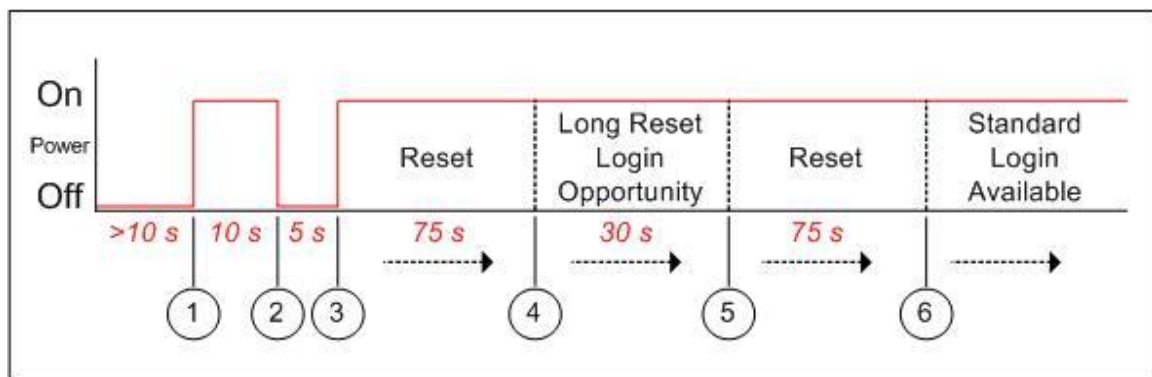 On
Power
Off
Reset
Long Reset
Login
Opportunity
Reset
Standard
Login
Available
>10 s
10 s
5 s
75 s
30 s
75 s
1
2
3
4
5
6